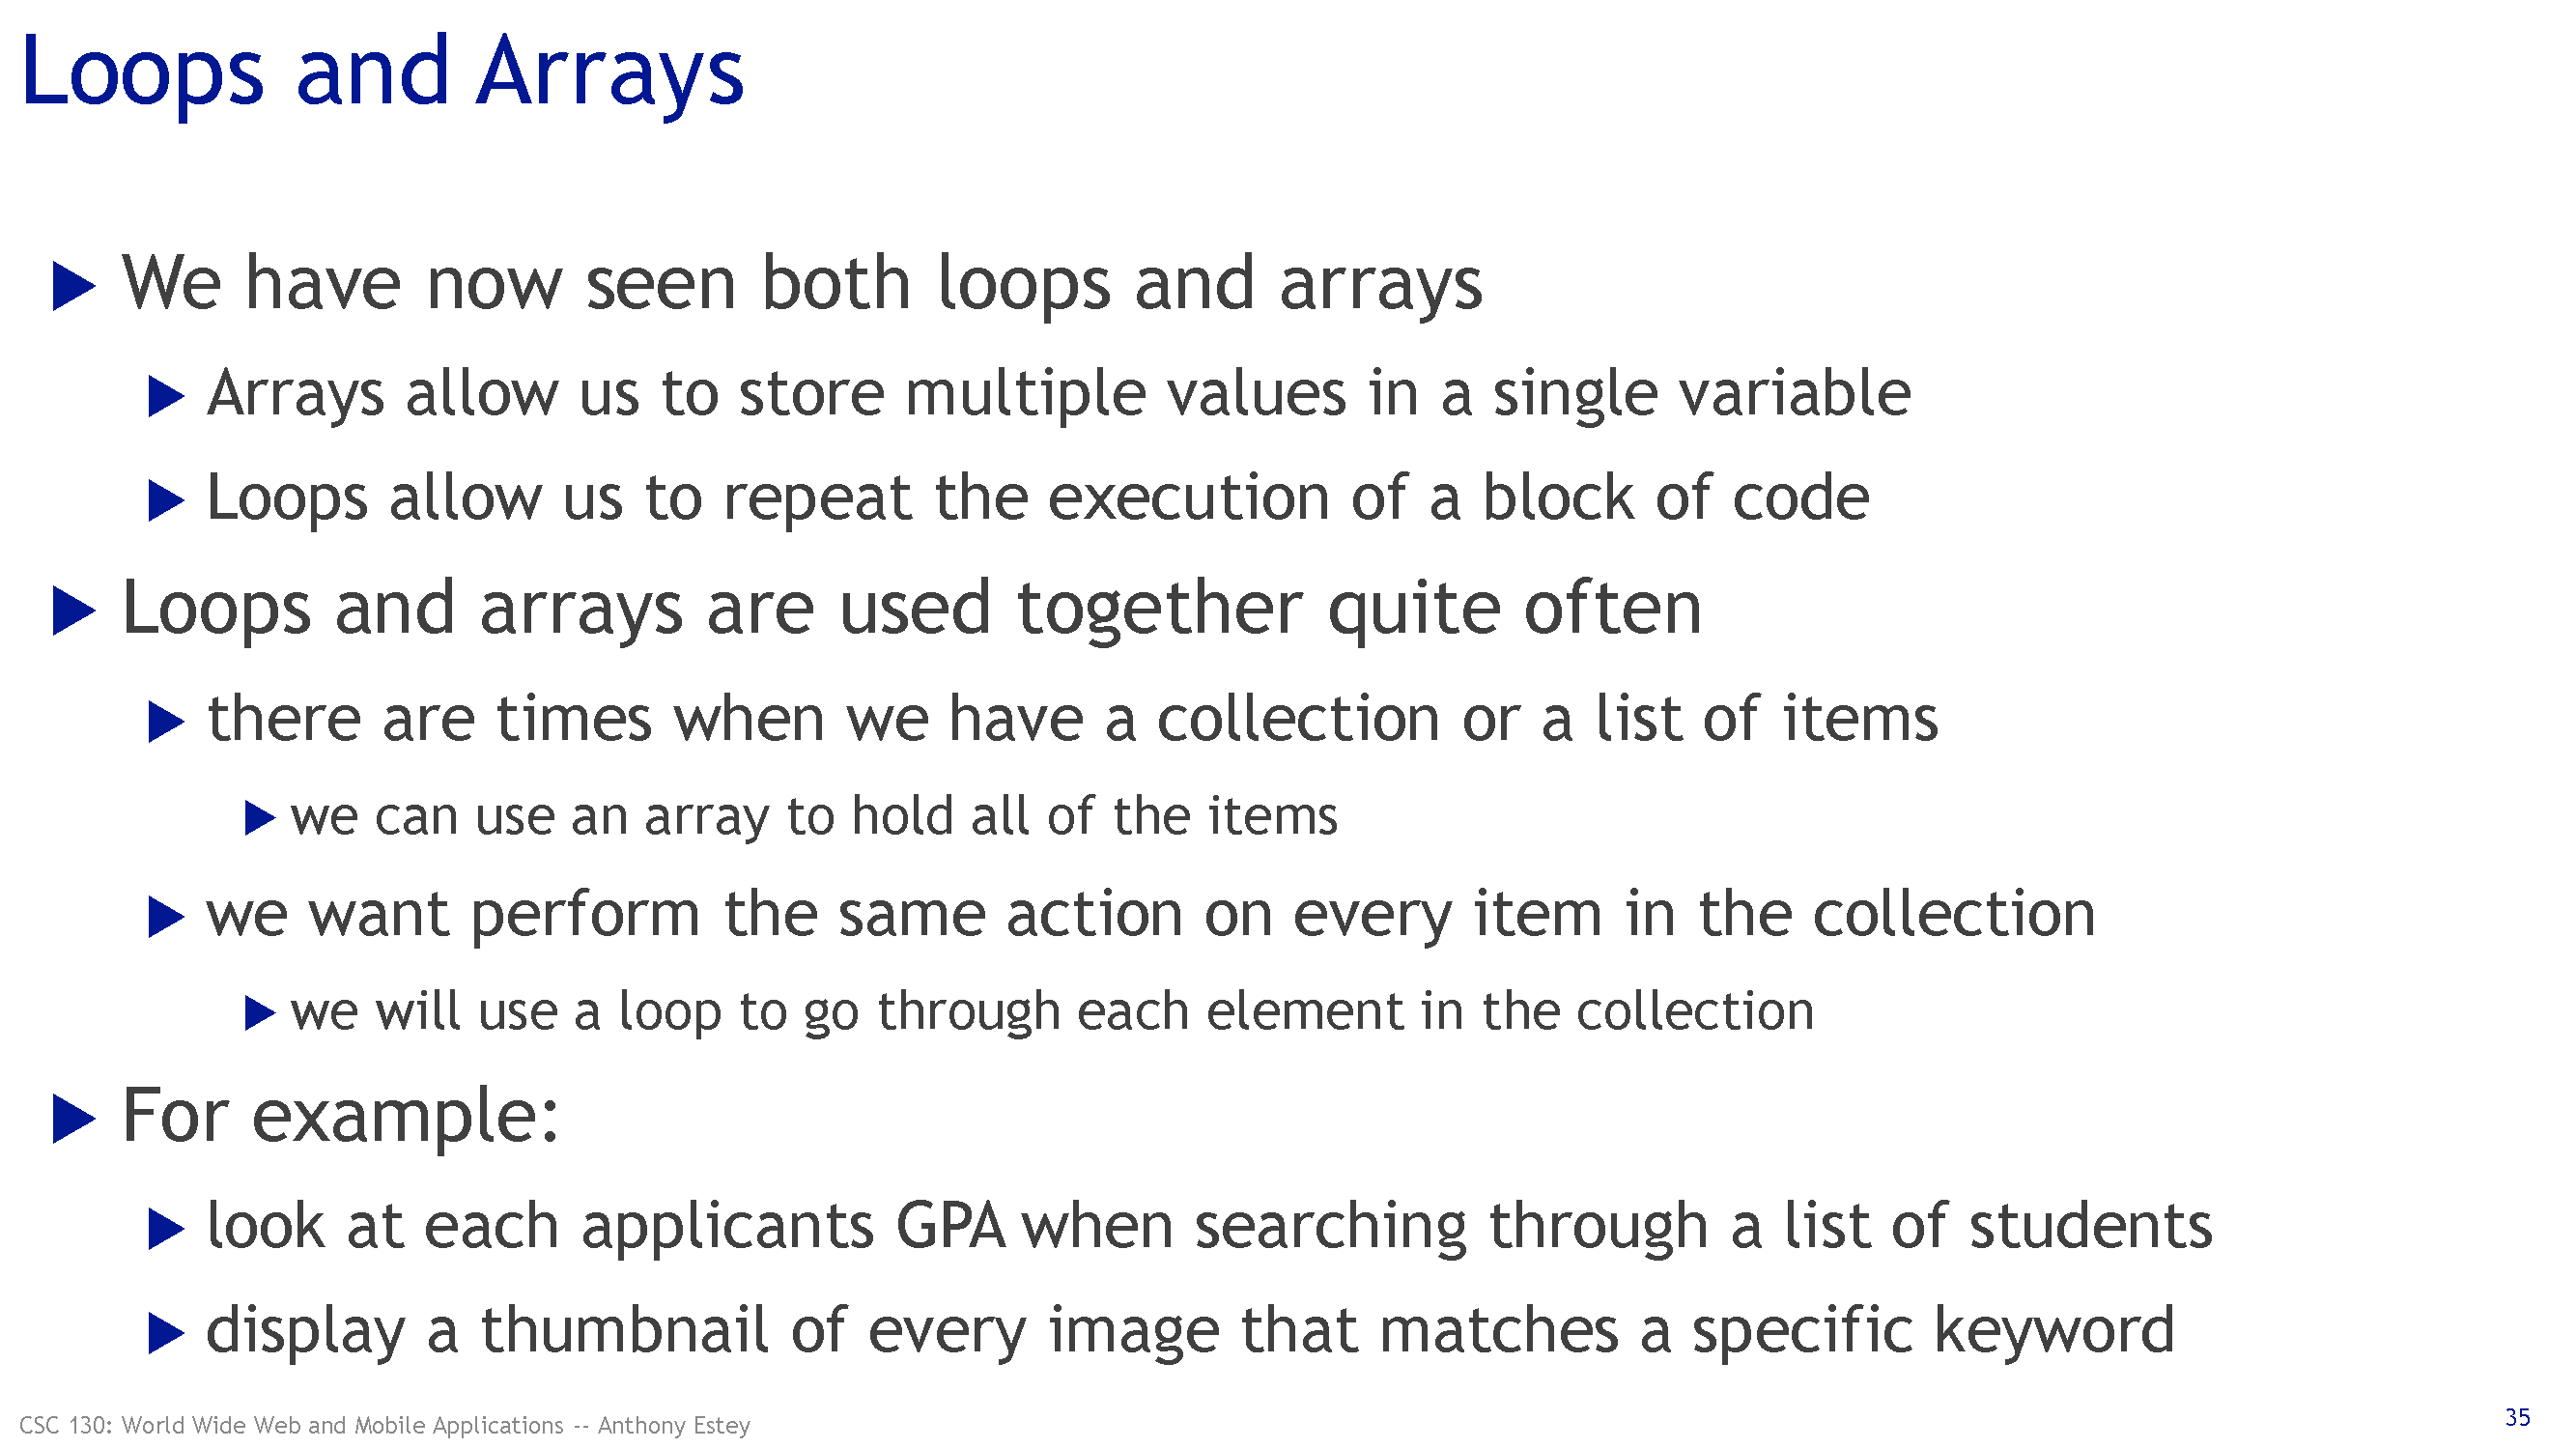 Loops and Arrays
We have now seen both loops and arrays
Arrays allow us to store multiple values in a single variable
Loops allow us to repeat the execution of a block of code
Loops and arrays are used together quite often
there are times when we have a collection or a list of items
we can use an array to hold all of the items
we want perform the same action on every item in the collection
we will use a loop to go through each element in the collection
For example:
look at each applicants GPA when searching through a list of students
display a thumbnail of every image that matches a specific keyword
CSC 130: World Wide Web and Mobile Applications -- Anthony Estey
35